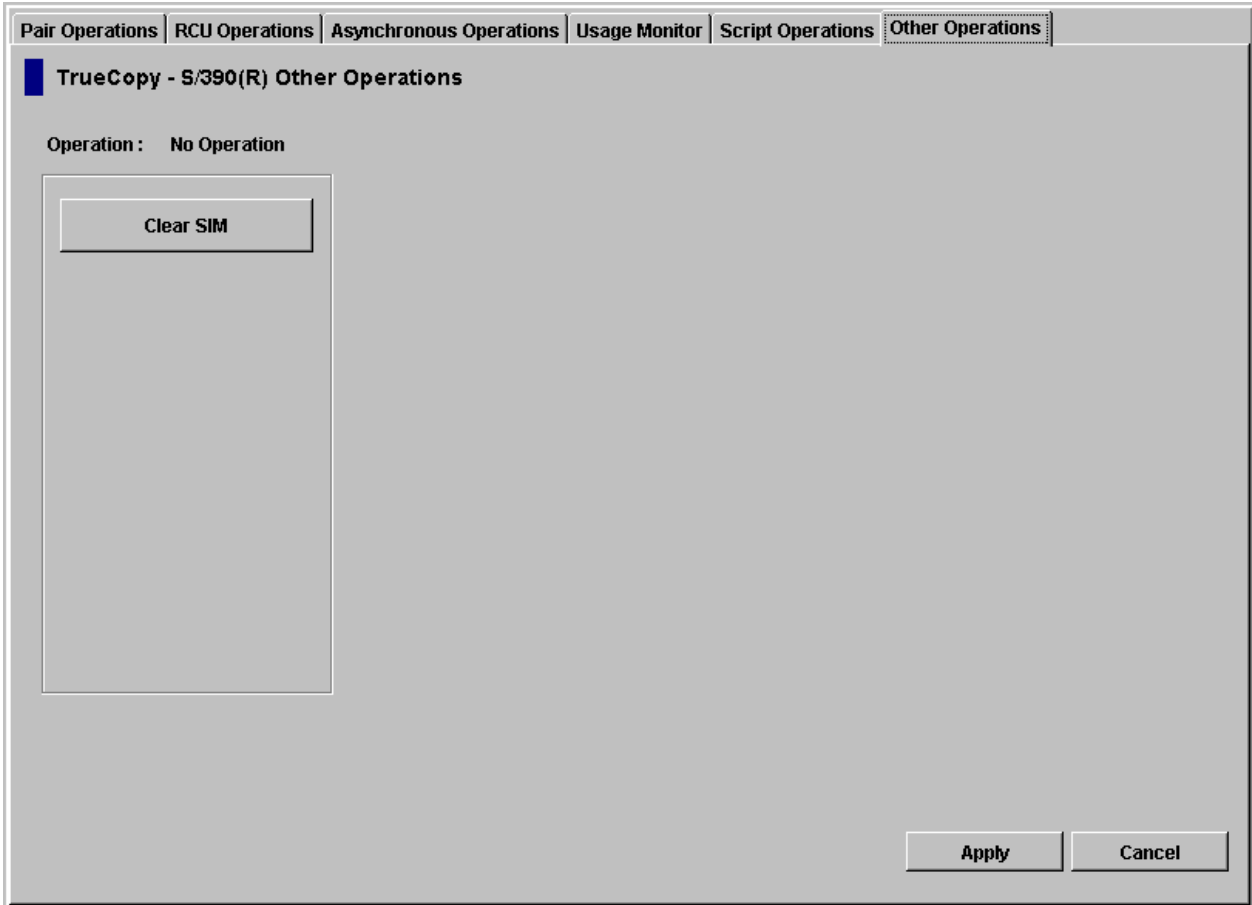 Pair Operations RCU Operations Asynchronous Operations Usage Monitor Script Operations Other Operations
TrueCopy - S/390(R) Other Operations
Operation : No Operation
Clear SIM
Apply Cancel